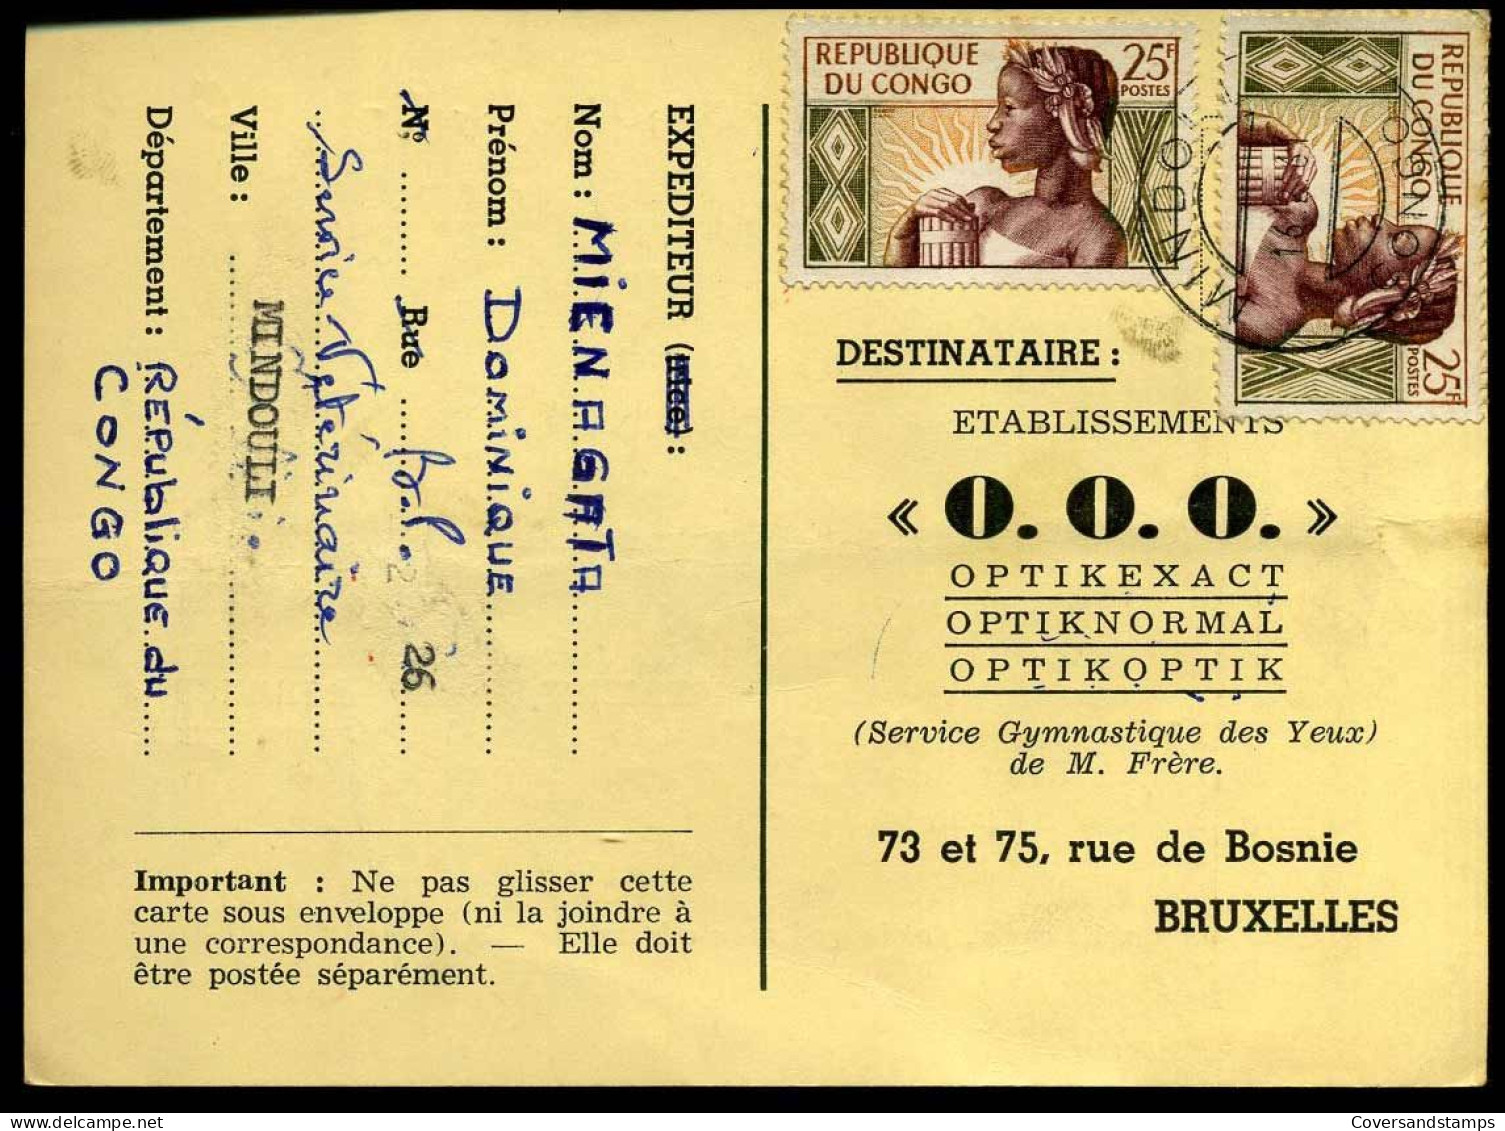 REPUBLIQUE
DU CONGO
25F
POSTES
REPUBLIQUE
DU CONGO
25F
POSTES
MINDOULI
CONGO
EXPEDITEUR (trice) :
Nom : MIENAGATA
Prénom : DOMINIQUE
N° Rue B.P. 26
Service Vétérinaire
Ville : MINDOULI
Département : RÉPUBLIQUE du
CONGO
Important : Ne pas glisser cette
carte sous enveloppe (ni la joindre à
une correspondance). — Elle doit
être postée séparément.
DESTINATAIRE :
ETABLISSEMENTS
« O. O. O. »
OPTIKEXACT
OPTIKNORMAL
OPTIKOPTIK
(Service Gymnastique des Yeux)
de M. Frère.
73 et 75, rue de Bosnie
BRUXELLES
Coversandstamps